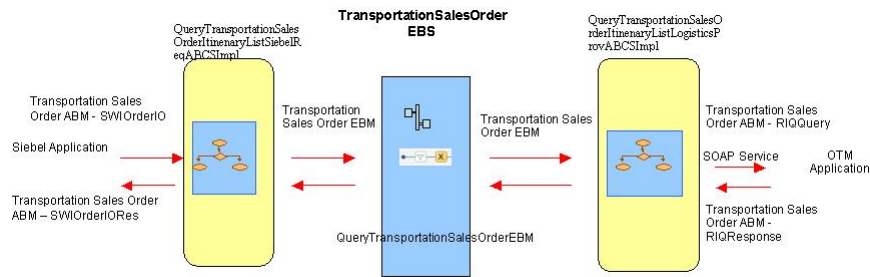 QueryTransportationSales
OrderItineraryListSiebelR
eqABCSImpl
TransportationSalesOrder
EBS
QueryTransportationSalesO
rderItineraryListLogisticsP
rovABCSImpl
Transportation Sales
Order ABM - SWIOrderIO
Siebel Application
Transportation Sales Order
ABM – SWIOrderIORes
Transportation
Sales Order EBM
Transportation Sales
Order EBM
QueryTransportationSalesOrderEBM
Transportation Sales
Order ABM - RIQQuery
SOAP Service
OTM
Application
Transportation Sales
Order ABM -
RIQResponse